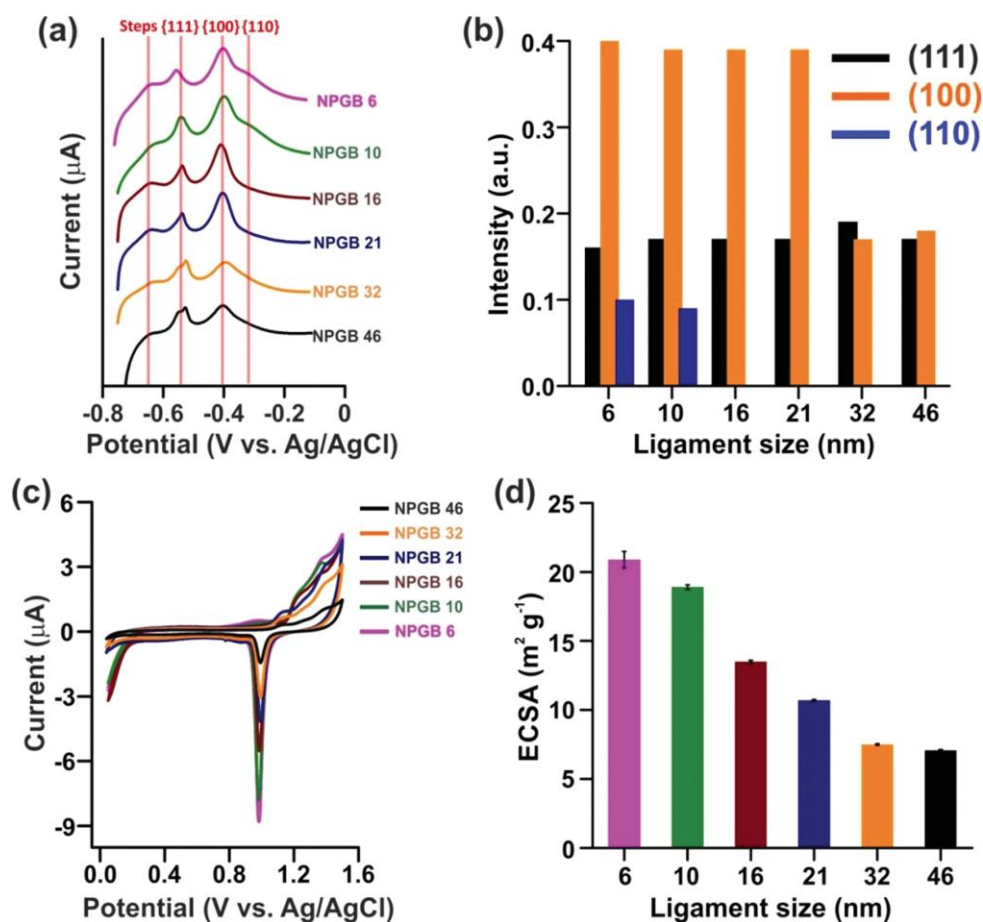 (a)
Steps {111} {100} {110}
NPGB 6
NPGB 10
NPGB 16
NPGB 21
NPGB 32
NPGB 46
Current (μA)
-0.8 -0.6 -0.4 -0.2 0
Potential (V vs. Ag/AgCl)
(b)
0.4
0.3
0.2
0.1
0.0
Intensity (a.u.)
(111)
(100)
(110)
6 10 16 21 32 46
Ligament size (nm)
(c)
6
3
0
-3
-6
-9
Current (μA)
NPGB 46
NPGB 32
NPGB 21
NPGB 16
NPGB 10
NPGB 6
0.0 0.4 0.8 1.2 1.6
Potential (V vs. Ag/AgCl)
(d)
25
20
15
10
5
0
ECSA (m² g⁻¹)
6 10 16 21 32 46
Ligament size (nm)